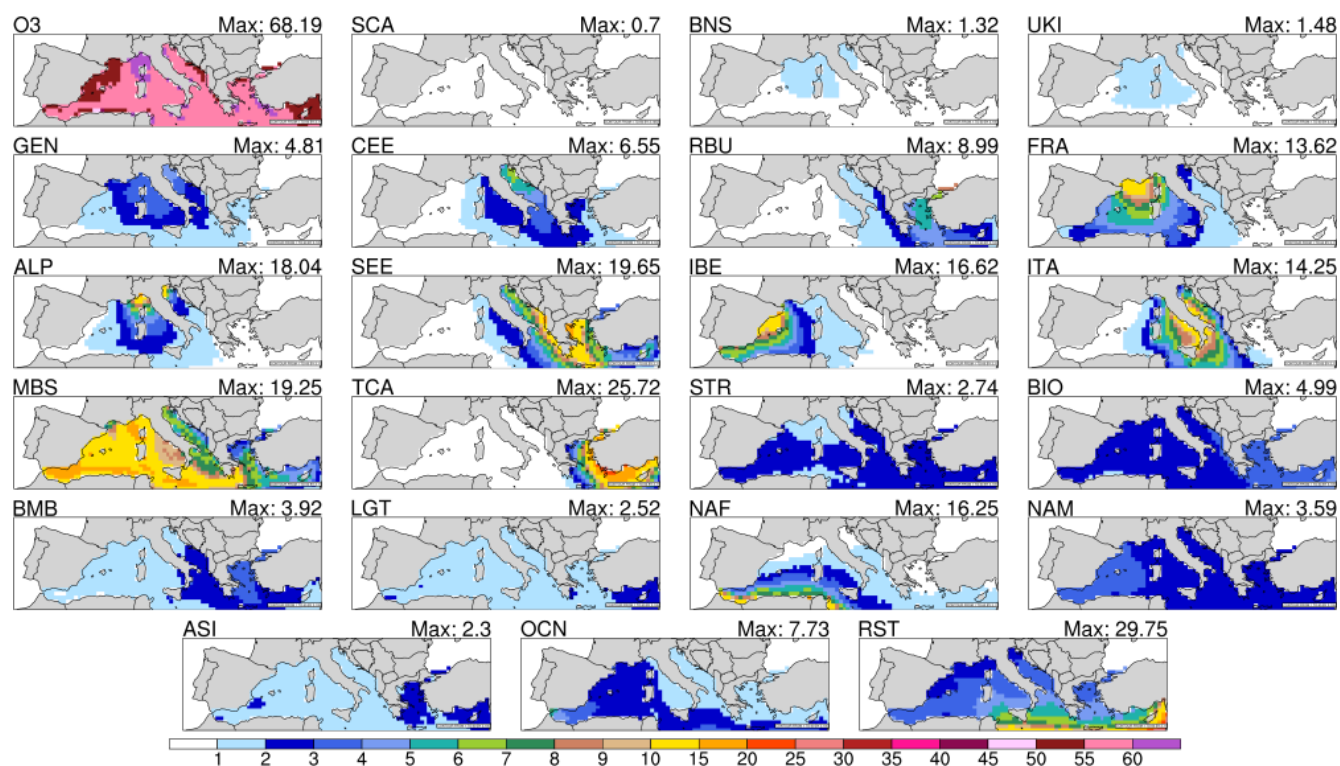 O3 Max: 68.19 SCA Max: 0.7 BNS Max: 1.32 UKI Max: 1.48
GEN Max: 4.81 CEE Max: 6.55 RBU Max: 8.99 FRA Max: 13.62
ALP Max: 18.04 SEE Max: 19.65 IBE Max: 16.62 ITA Max: 14.25
MBS Max: 19.25 TCA Max: 25.72 STR Max: 2.74 BIO Max: 4.99
BMB Max: 3.92 LGT Max: 2.52 NAF Max: 16.25 NAM Max: 3.59
ASI Max: 2.3 OCN Max: 7.73 RST Max: 29.75
1 2 3 4 5 6 7 8 9 10 15 20 25 30 35 40 45 50 55 60